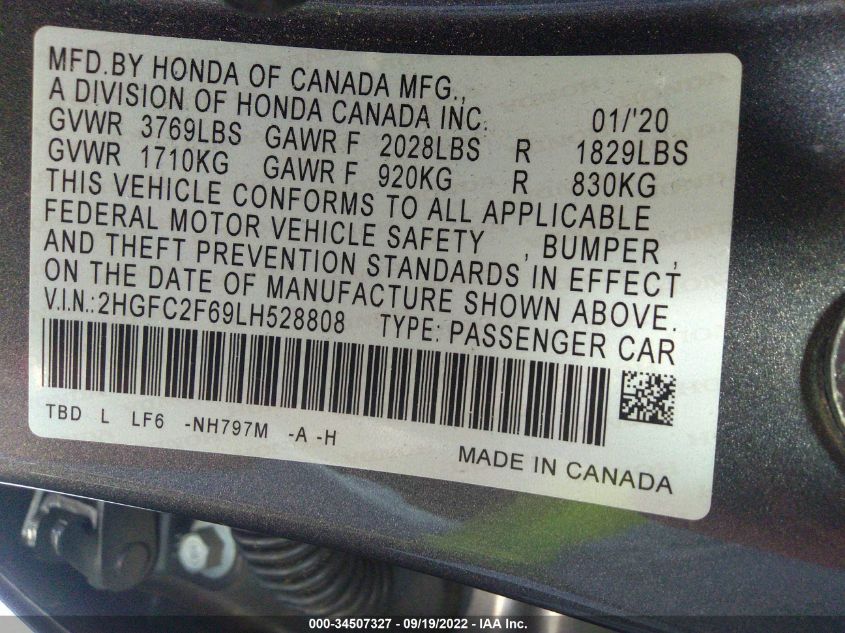 MFD.BY HONDA OF CANADA MFG.,
A DIVISION OF HONDA CANADA INC. 01/'20
GVWR 3769LBS GAWR F 2028LBS R 1829LBS
GVWR 1710KG GAWR F 920KG R 830KG
THIS VEHICLE CONFORMS TO ALL APPLICABLE
FEDERAL MOTOR VEHICLE SAFETY , BUMPER ,
AND THEFT PREVENTION STANDARDS IN EFFECT
ON THE DATE OF MANUFACTURE SHOWN ABOVE.
V.I.N.:2HGFC2F69LH528808 TYPE: PASSENGER CAR
TBD L LF6 -NH797M -A -H
MADE IN CANADA
000-34507327 - 09/19/2022 - IAA Inc.